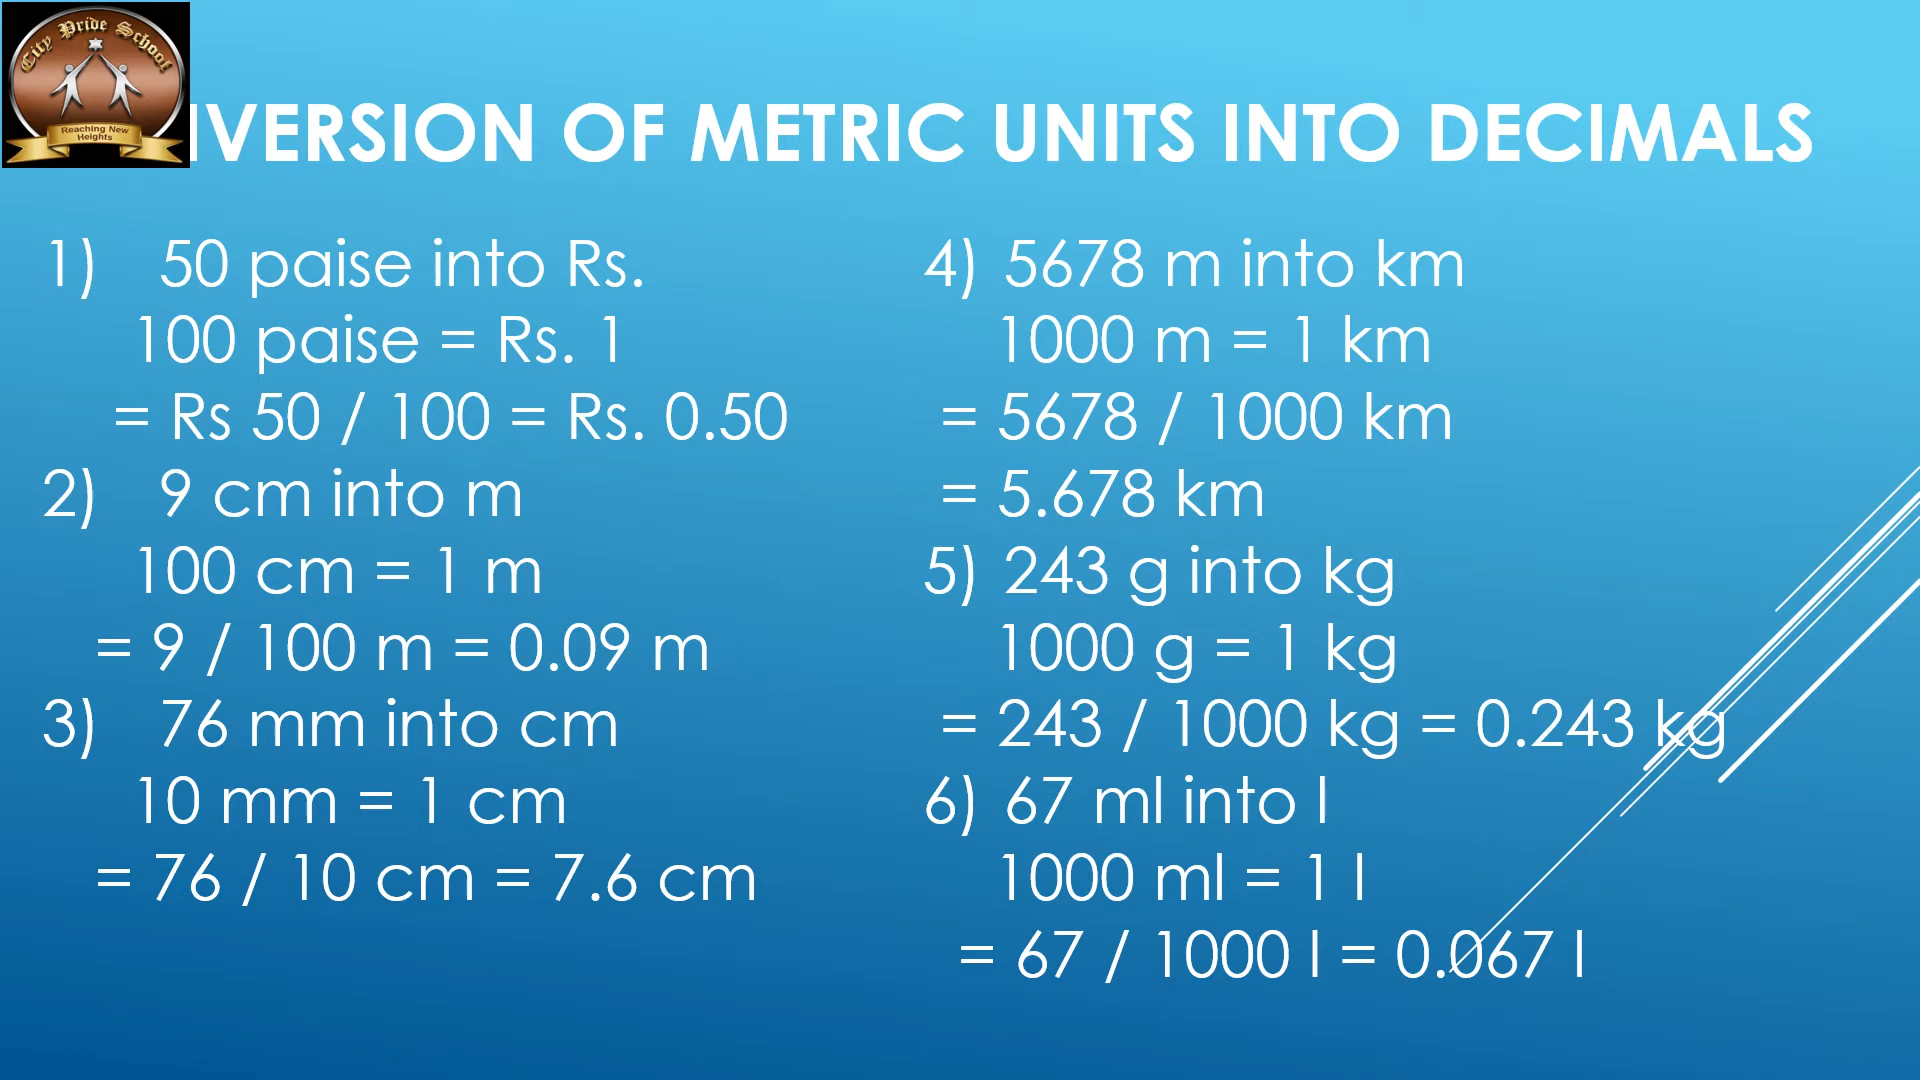 City Pride School
Reaching New
Heights
VERSION OF METRIC UNITS INTO DECIMALS
1) 50 paise into Rs.
100 paise = Rs. 1
= Rs 50 / 100 = Rs. 0.50
2) 9 cm into m
100 cm = 1 m
= 9 / 100 m = 0.09 m
3) 76 mm into cm
10 mm = 1 cm
= 76 / 10 cm = 7.6 cm
4) 5678 m into km
1000 m = 1 km
= 5678 / 1000 km
= 5.678 km
5) 243 g into kg
1000 g = 1 kg
= 243 / 1000 kg = 0.243 kg
6) 67 ml into l
1000 ml = 1 l
= 67 / 1000 l = 0.067 l